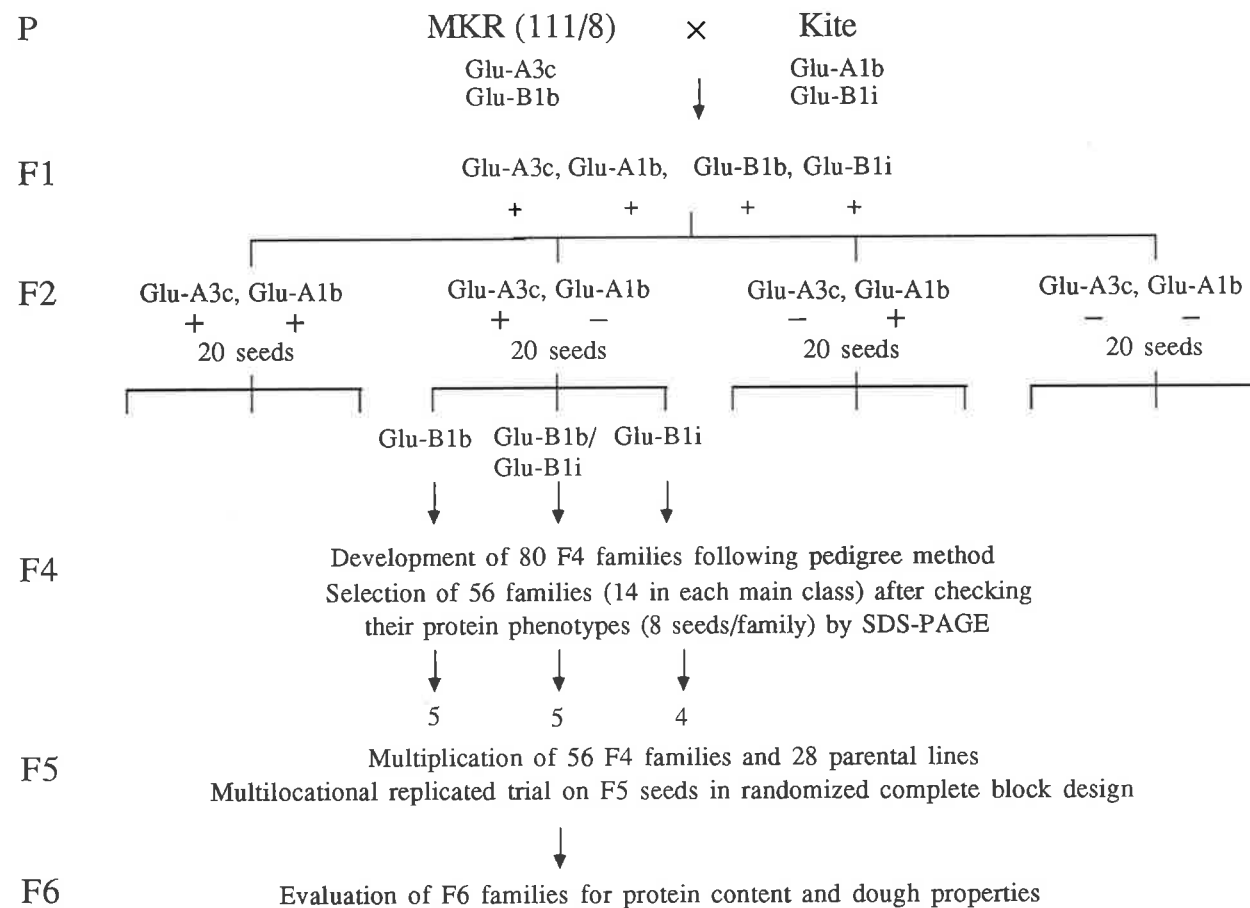 P MKR (111/8) × Kite
Glu-A3c Glu-A1b
Glu-B1b Glu-B1i
F1 Glu-A3c, Glu-A1b, Glu-B1b, Glu-B1i
+ + + +
F2 Glu-A3c, Glu-A1b Glu-A3c, Glu-A1b Glu-A3c, Glu-A1b Glu-A3c, Glu-A1b
+ + + − − + − −
20 seeds 20 seeds 20 seeds 20 seeds
Glu-B1b Glu-B1b/ Glu-B1i
Glu-B1i
F4 Development of 80 F4 families following pedigree method
Selection of 56 families (14 in each main class) after checking
their protein phenotypes (8 seeds/family) by SDS-PAGE
5 5 4
F5 Multiplication of 56 F4 families and 28 parental lines
Multilocational replicated trial on F5 seeds in randomized complete block design
F6 Evaluation of F6 families for protein content and dough properties